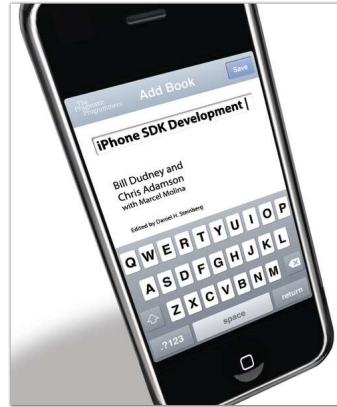 The
Pragmatic
Programmers
Add Book
Save
iPhone SDK Development
Bill Dudney and
Chris Adamson
with Marcel Molina
Edited by Daniel H. Steinberg
Q W E R T Y U I O P
A S D F G H J K L
Z X C V B N M
.?123
space
return